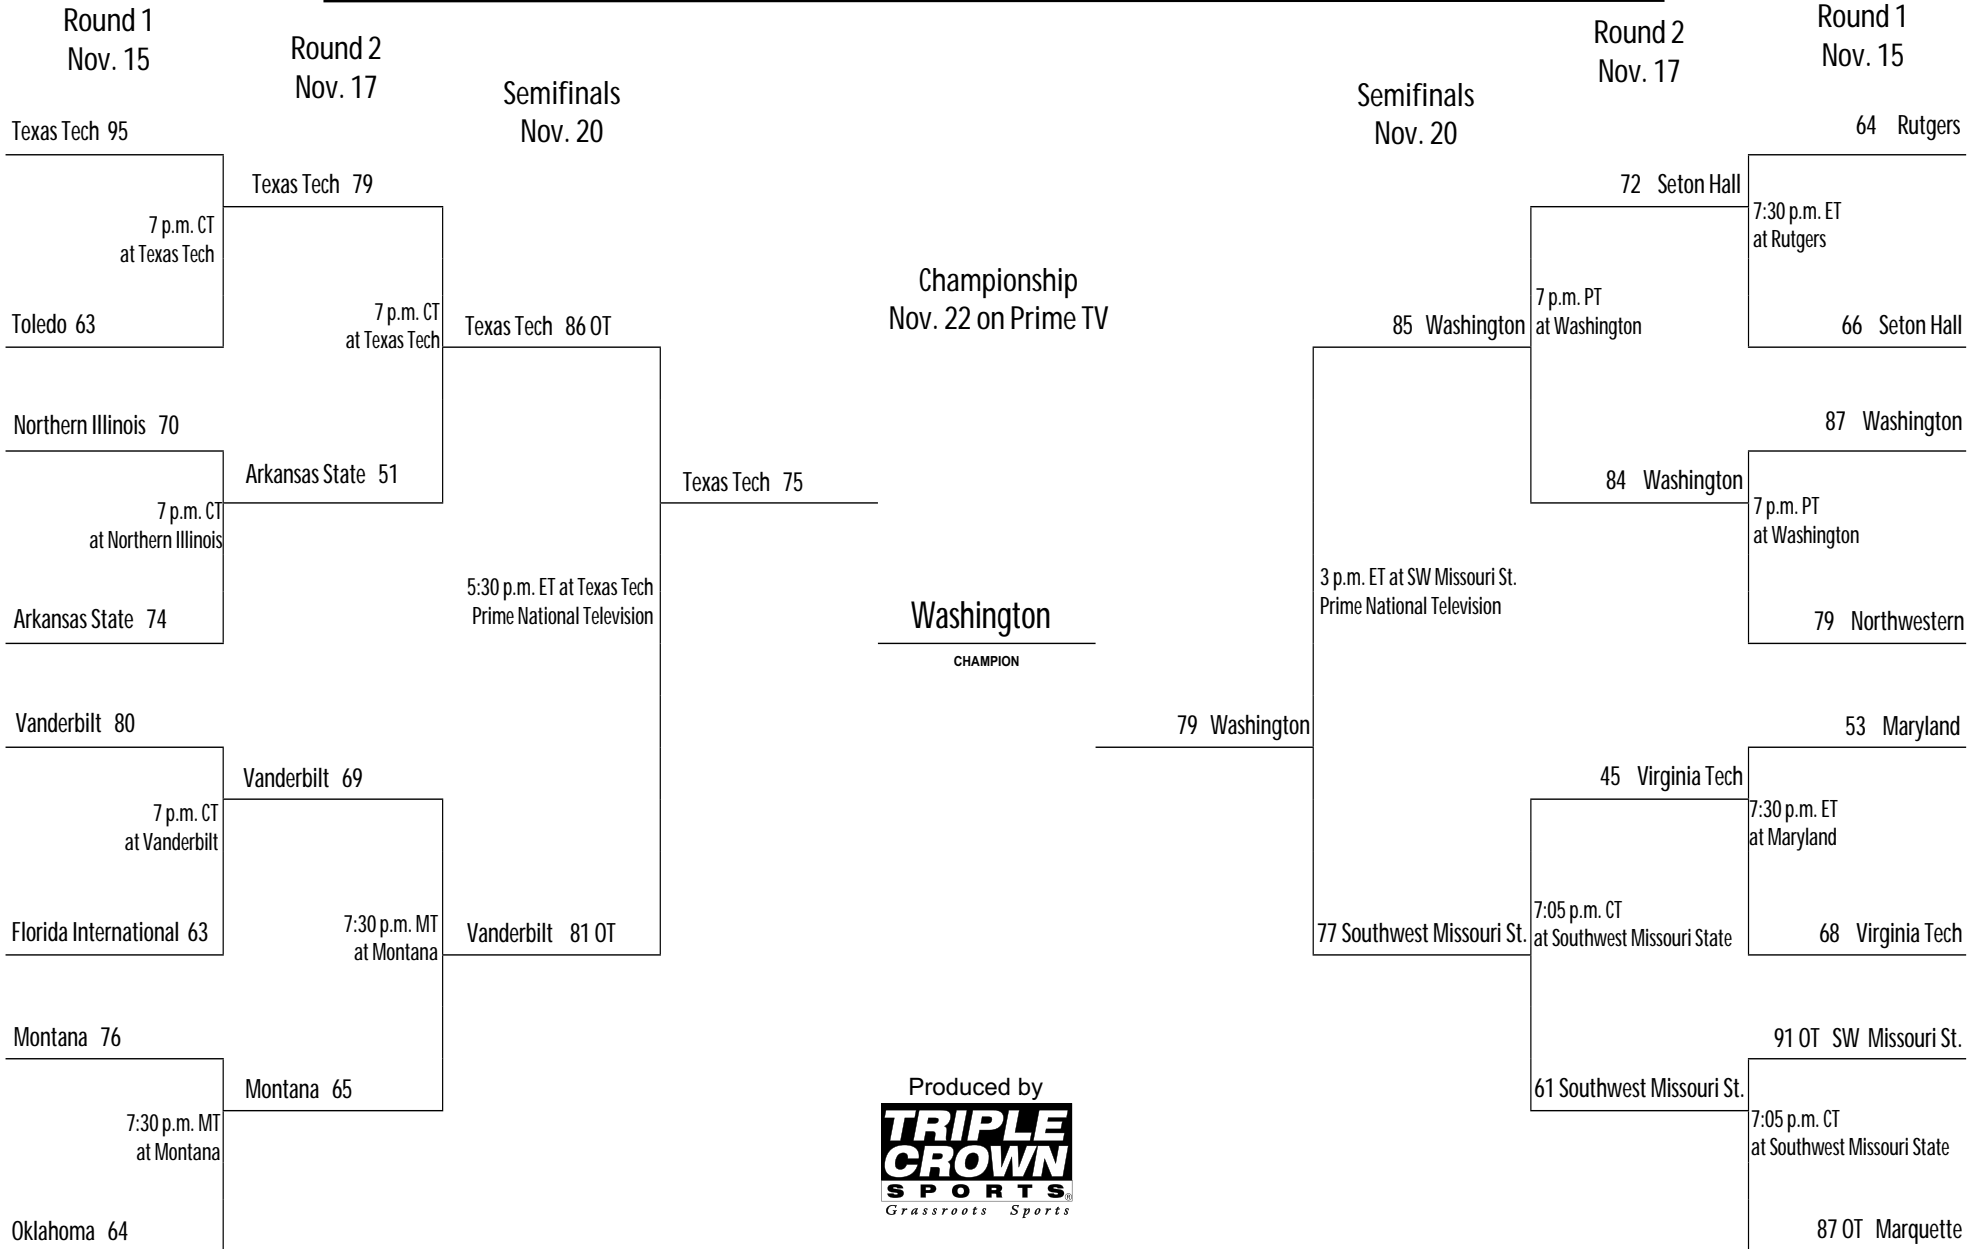 Round 1
Nov. 15
Round 2
Nov. 17
Semifinals
Nov. 20
Texas Tech 95
7 p.m. CT
at Texas Tech
Toledo 63
Northern Illinois 70
7 p.m. CT
at Northern Illinois
Arkansas State 74
Vanderbilt 80
7 p.m. CT
at Vanderbilt
Florida International 63
Montana 76
7:30 p.m. MT
at Montana
Oklahoma 64
Texas Tech 79
7 p.m. CT
at Texas Tech
Arkansas State 51
Vanderbilt 69
7:30 p.m. MT
at Montana
Montana 65
Texas Tech 86 OT
5:30 p.m. ET at Texas Tech
Prime National Television
Vanderbilt 81 OT
Texas Tech 75
Championship
Nov. 22 on Prime TV
Washington
CHAMPION
Produced by
TRIPLE
CROWN
SPORTS®
Grassroots Sports
79 Washington
Semifinals
Nov. 20
85 Washington
3 p.m. ET at SW Missouri St.
Prime National Television
77 Southwest Missouri St.
Round 2
Nov. 17
72 Seton Hall
7 p.m. PT
at Washington
84 Washington
45 Virginia Tech
7:05 p.m. CT
at Southwest Missouri State
61 Southwest Missouri St.
Round 1
Nov. 15
64 Rutgers
7:30 p.m. ET
at Rutgers
66 Seton Hall
87 Washington
7 p.m. PT
at Washington
79 Northwestern
53 Maryland
7:30 p.m. ET
at Maryland
68 Virginia Tech
91 OT SW Missouri St.
7:05 p.m. CT
at Southwest Missouri State
87 OT Marquette